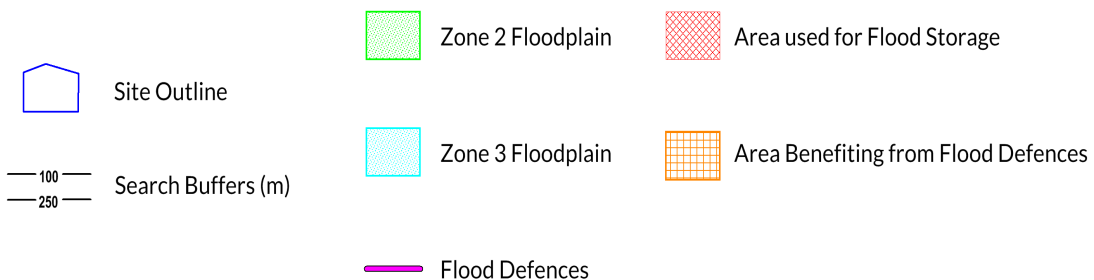 Site Outline
100
250
Search Buffers (m)
Zone 2 Floodplain
Zone 3 Floodplain
Flood Defences
Area used for Flood Storage
Area Benefiting from Flood Defences